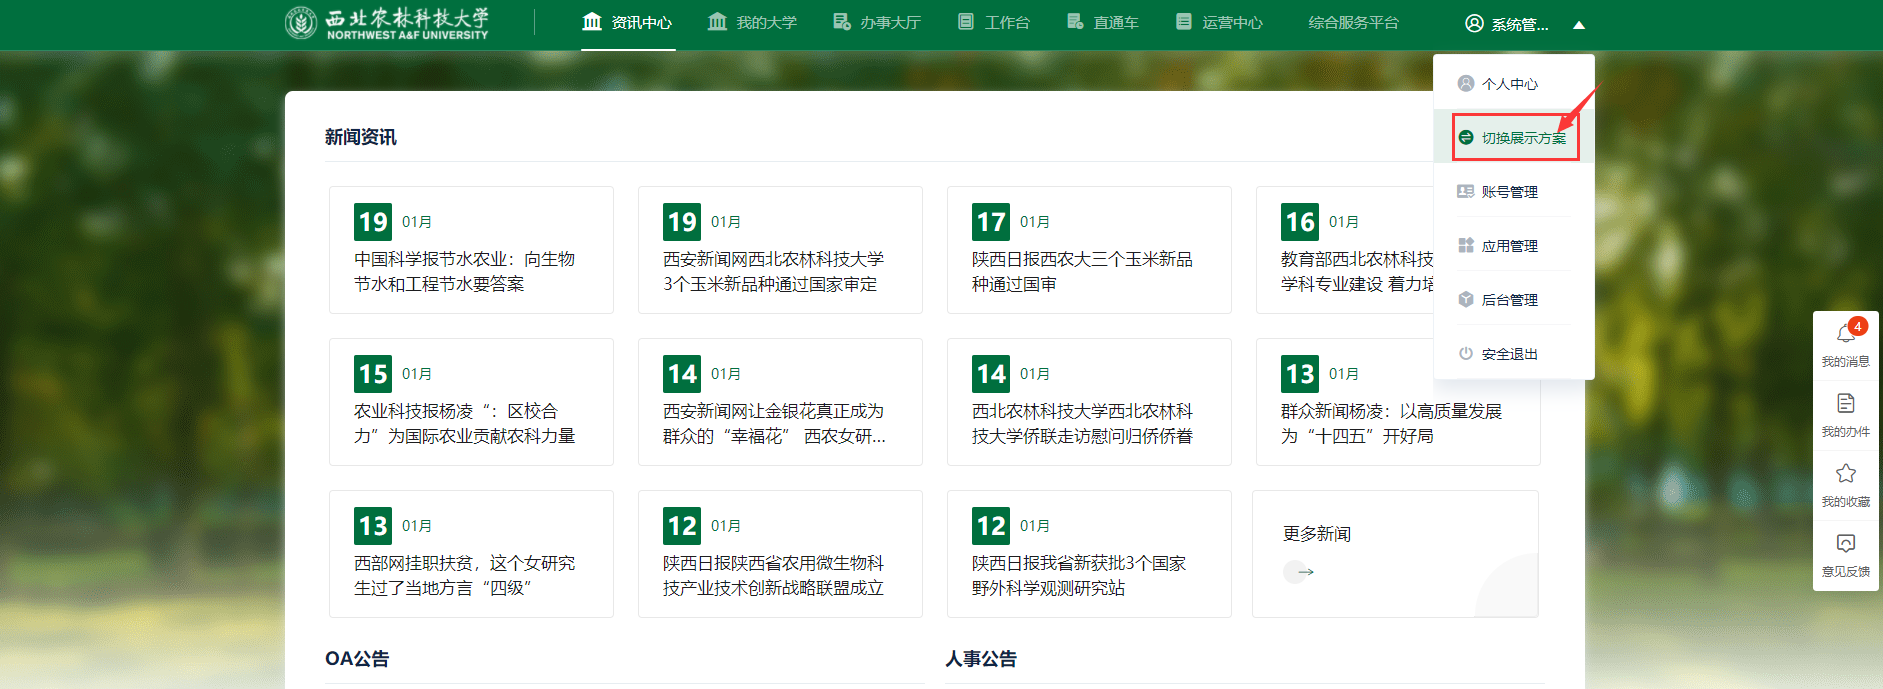 西北农林科技大学
NORTHWEST A&F UNIVERSITY
资讯中心
我的大学
办事大厅
工作台
直通车
运营中心
综合服务平台
系统管...
个人中心
切换展示方案
账号管理
应用管理
后台管理
安全退出
新闻资讯
19 01月
中国科学报节水农业：向生物
节水和工程节水要答案
19 01月
西安新闻网西北农林科技大学
3个玉米新品种通过国家审定
17 01月
陕西日报西农大三个玉米新品
种通过国审
16 01月
教育部西北农林科技
学科专业建设 着力培
15 01月
农业科技报杨凌“：区校合
力”为国际农业贡献农科力量
14 01月
西安新闻网让金银花真正成为
群众的“幸福花” 西农女研...
14 01月
西北农林科技大学西北农林科
技大学侨联走访慰问归侨侨眷
13 01月
群众新闻杨凌：以高质量发展
为“十四五”开好局
13 01月
西部网挂职扶贫，这个女研究
生过了当地方言“四级”
12 01月
陕西日报陕西省农用微生物科
技产业技术创新战略联盟成立
12 01月
陕西日报我省新获批3个国家
野外科学观测研究站
更多新闻
OA公告
人事公告
4
我的消息
我的办件
我的收藏
意见反馈